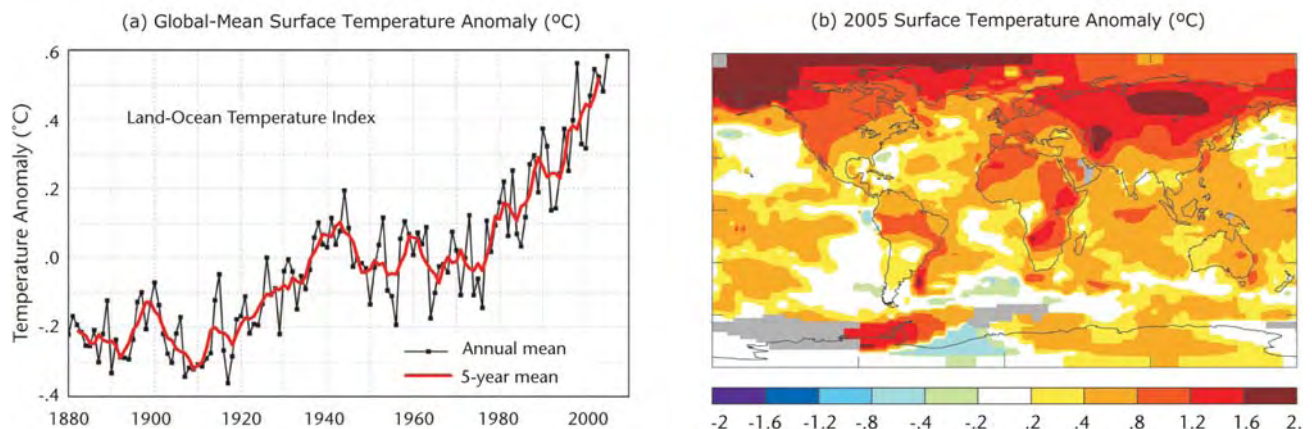 (a) Global-Mean Surface Temperature Anomaly (ºC)
.6
.4
.2
.0
-.2
-.4
Temperature Anomaly (˚C)
Land-Ocean Temperature Index
Annual mean
5-year mean
1880 1900 1920 1940 1960 1980 2000
(b) 2005 Surface Temperature Anomaly (ºC)
-2 -1.6 -1.2 -.8 -.4 -.2 .2 .4 .8 1.2 1.6 2.